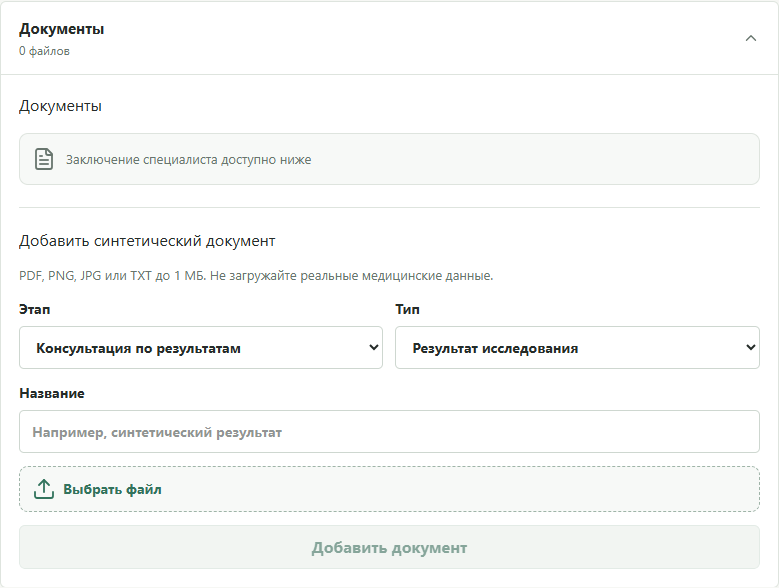 Документы
0 файлов
Документы
Заключение специалиста доступно ниже
Добавить синтетический документ
PDF, PNG, JPG или TXT до 1 МБ. Не загружайте реальные медицинские данные.
Этап
Тип
Консультация по результатам
Результат исследования
Название
Например, синтетический результат
Выбрать файл
Добавить документ